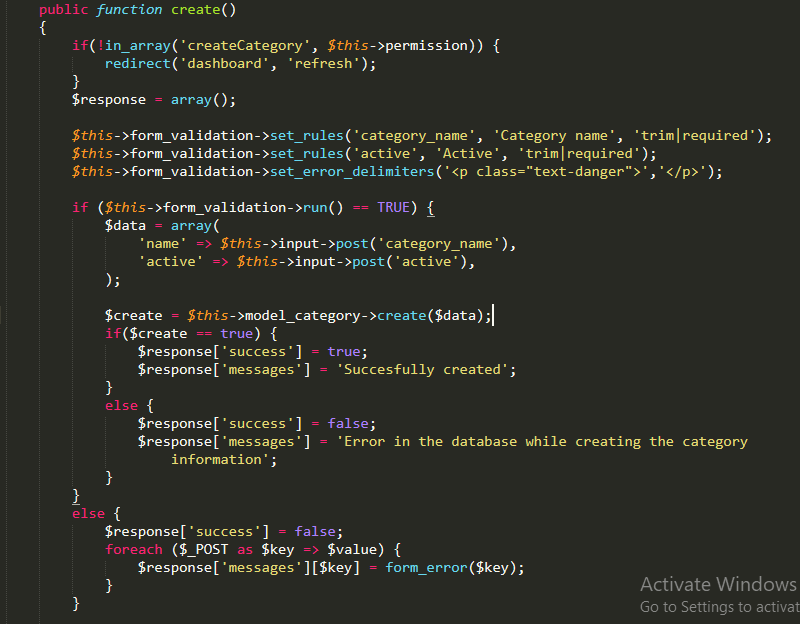 public function create()
{
if(!in_array('createCategory', $this->permission)) {
redirect('dashboard', 'refresh');
}
$response = array();
$this->form_validation->set_rules('category_name', 'Category name', 'trim|required');
$this->form_validation->set_rules('active', 'Active', 'trim|required');
$this->form_validation->set_error_delimiters('<p class="text-danger">','</p>');
if ($this->form_validation->run() == TRUE) {
$data = array(
'name' => $this->input->post('category_name'),
'active' => $this->input->post('active'),
);
$create = $this->model_category->create($data);
if($create == true) {
$response['success'] = true;
$response['messages'] = 'Succesfully created';
}
else {
$response['success'] = false;
$response['messages'] = 'Error in the database while creating the category
information';
}
}
else {
$response['success'] = false;
foreach ($_POST as $key => $value) {
$response['messages'][$key] = form_error($key);
}
}
Activate Windows
Go to Settings to activat